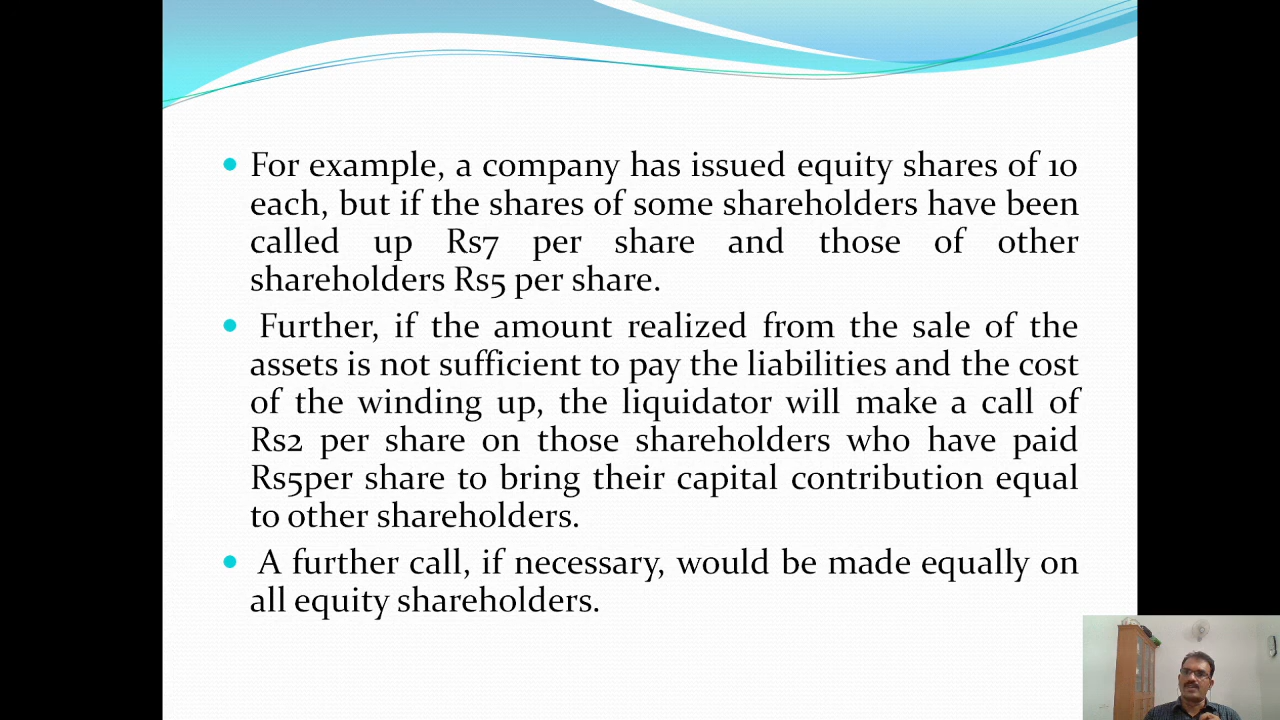 For example, a company has issued equity shares of 10
each, but if the shares of some shareholders have been
called up Rs7 per share and those of other
shareholders Rs5 per share.
Further, if the amount realized from the sale of the
assets is not sufficient to pay the liabilities and the cost
of the winding up, the liquidator will make a call of
Rs2 per share on those shareholders who have paid
Rs5per share to bring their capital contribution equal
to other shareholders.
A further call, if necessary, would be made equally on
all equity shareholders.